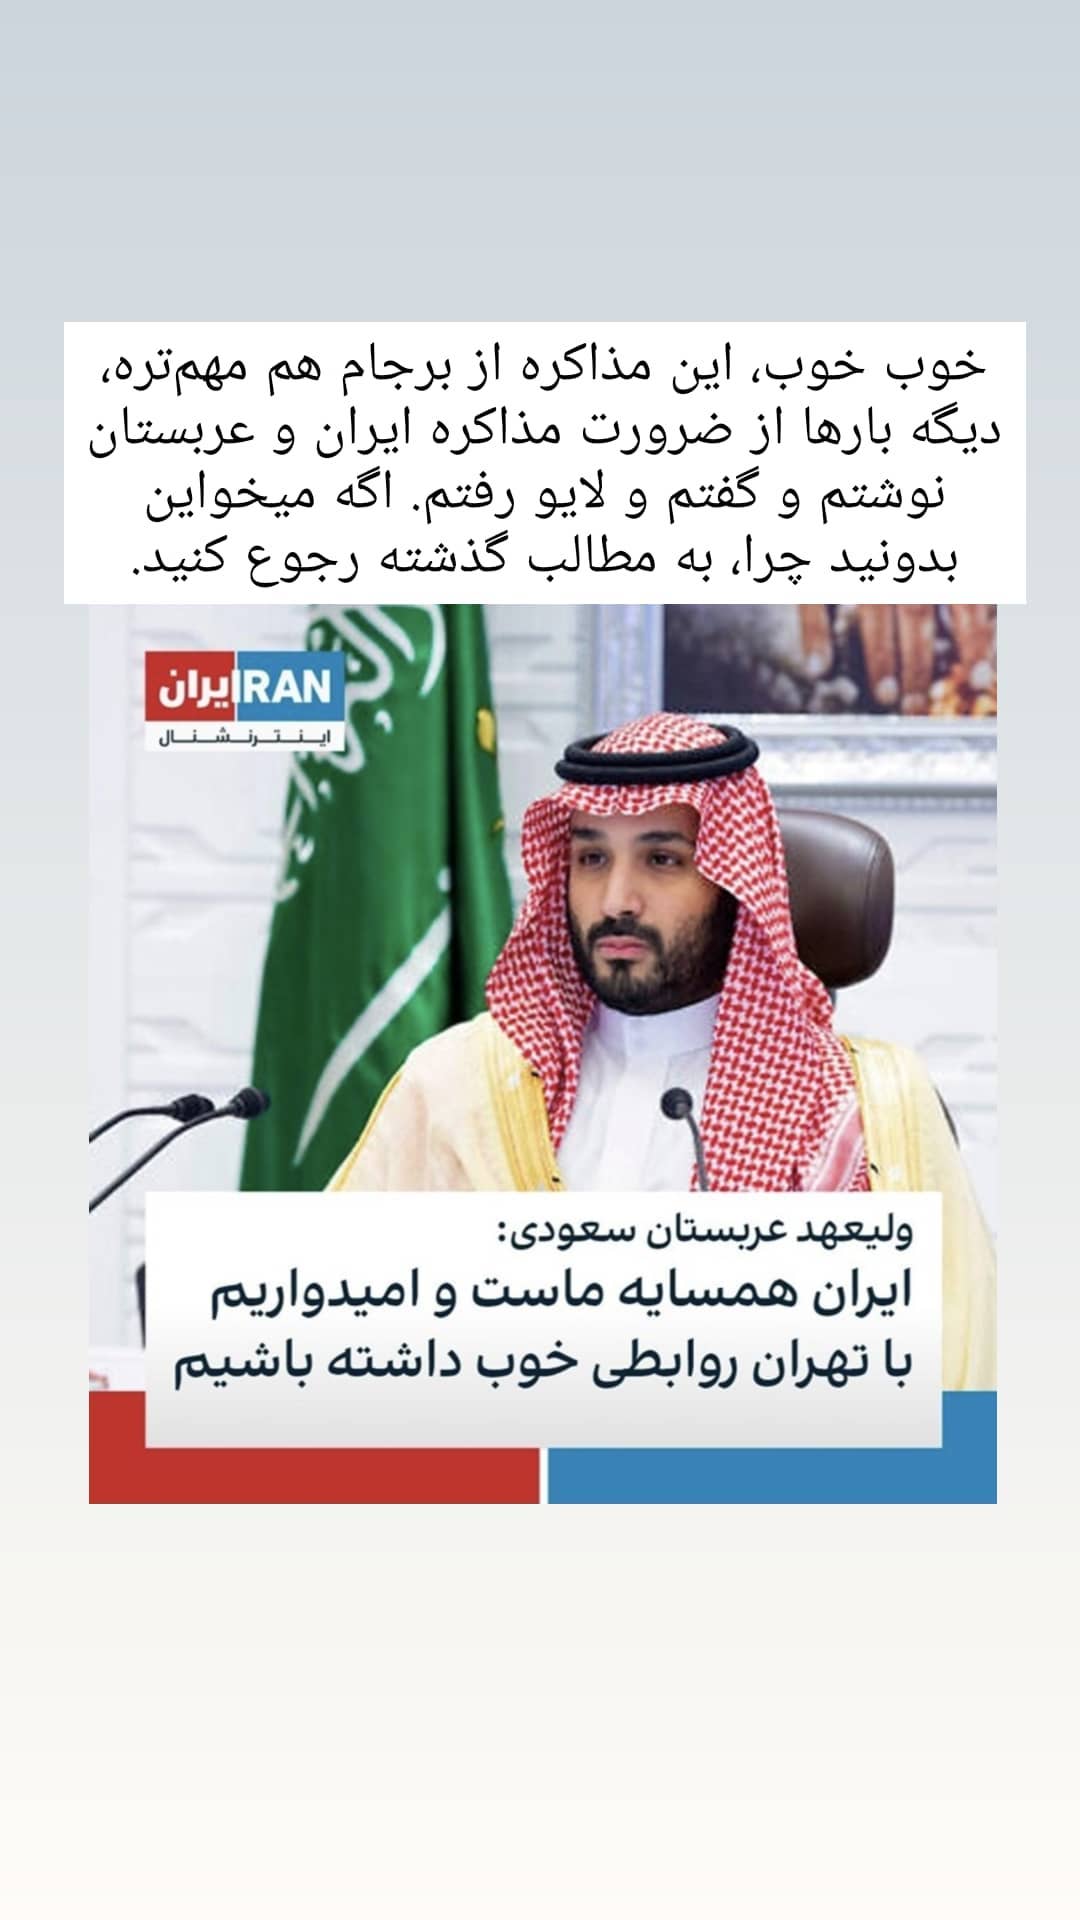 خوب خوب، این مذاکره از برجام هم مهم‌تره،
دیگه بارها از ضرورت مذاکره ایران و عربستان
نوشتم و گفتم و لایو رفتم. اگه میخواین
بدونید چرا، به مطالب گذشته رجوع کنید.
ایران IRAN
اینترنشنال
ولیعهد عربستان سعودی:
ایران همسایه ماست و امیدواریم
با تهران روابطی خوب داشته باشیم